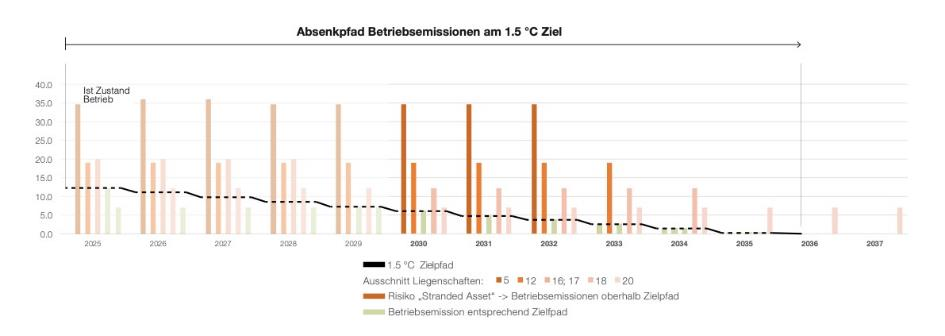 Absenkpfad Betriebsemissionen am 1.5 °C Ziel
Ist Zustand
Betrieb
40.0
35.0
30.0
25.0
20.0
15.0
10.0
5.0
0.0
2025 2026 2027 2028 2029 2030 2031 2032 2033 2034 2035 2036 2037
1.5 °C Zielpfad
Ausschnitt Liegenschaften: 5 12 16; 17 18 20
Risiko „Stranded Asset“ -> Betriebsemissionen oberhalb Zielpfad
Betriebsemission entsprechend Zielfpad